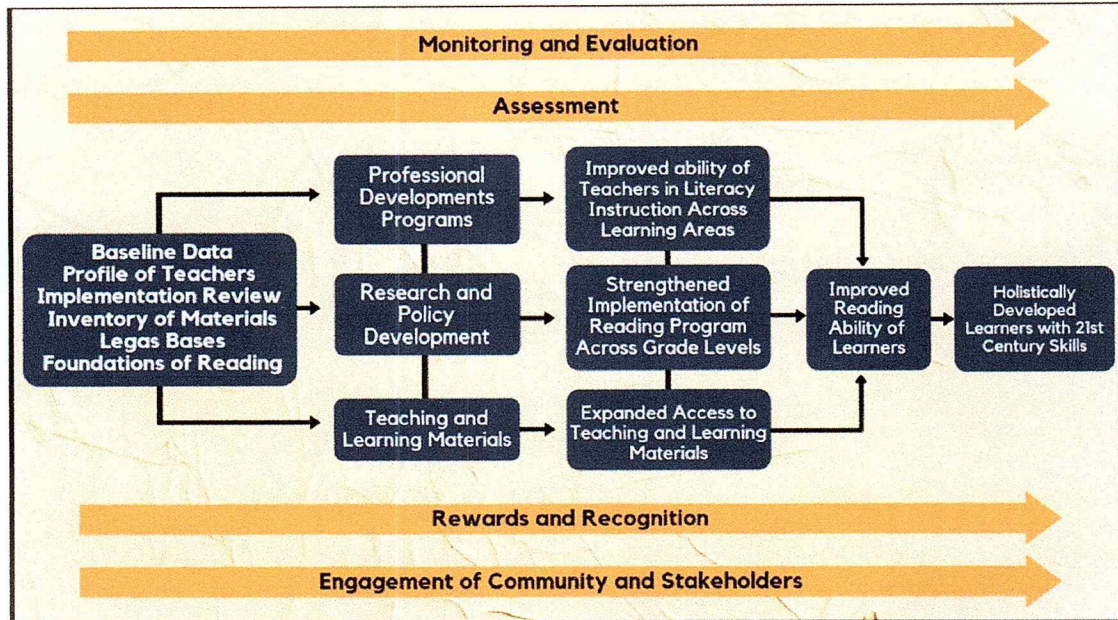 Monitoring and Evaluation
Assessment
Baseline Data
Profile of Teachers
Implementation Review
Inventory of Materials
Legas Bases
Foundations of Reading
Professional
Developments
Programs
Research and
Policy
Development
Teaching and
Learning Materials
Improved ability of
Teachers in Literacy
Instruction Across
Learning Areas
Strengthened
Implementation of
Reading Program
Across Grade Levels
Expanded Access to
Teaching and Learning
Materials
Improved
Reading
Ability of
Learners
Holistically
Developed
Learners with 21st
Century Skills
Rewards and Recognition
Engagement of Community and Stakeholders